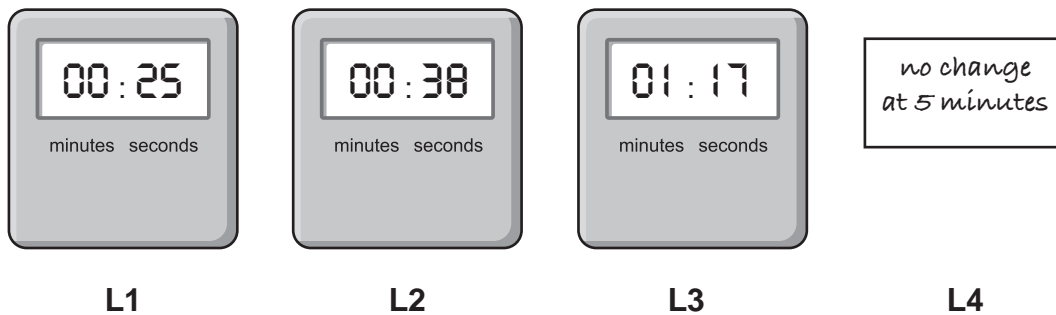 00 : 25
minutes seconds
00 : 38
minutes seconds
01 : 17
minutes seconds
no change
at 5 minutes
L1
L2
L3
L4